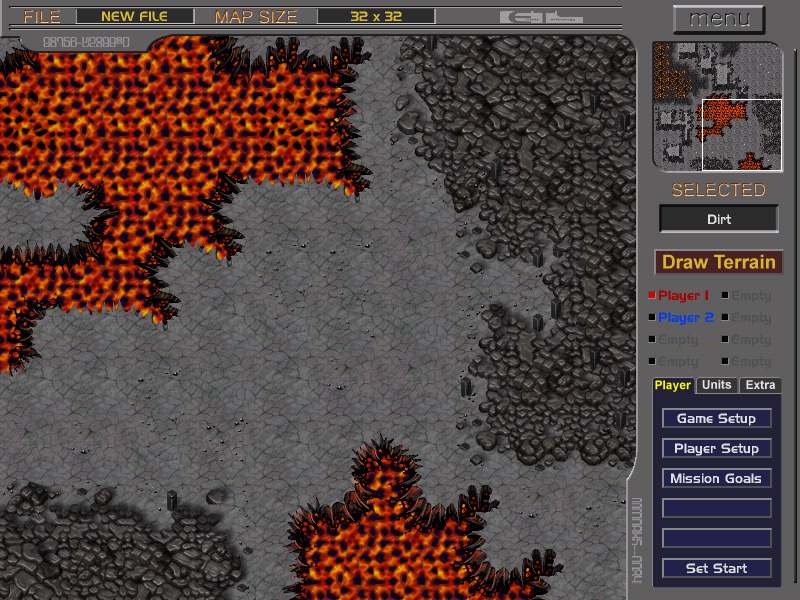 FILE NEW FILE MAP SIZE 32 x 32
menu
SELECTED
Dirt
Draw Terrain
Player 1 Empty
Player 2 Empty
Empty Empty
Empty Empty
Player Units Extra
Game Setup
Player Setup
Mission Goals
Set Start